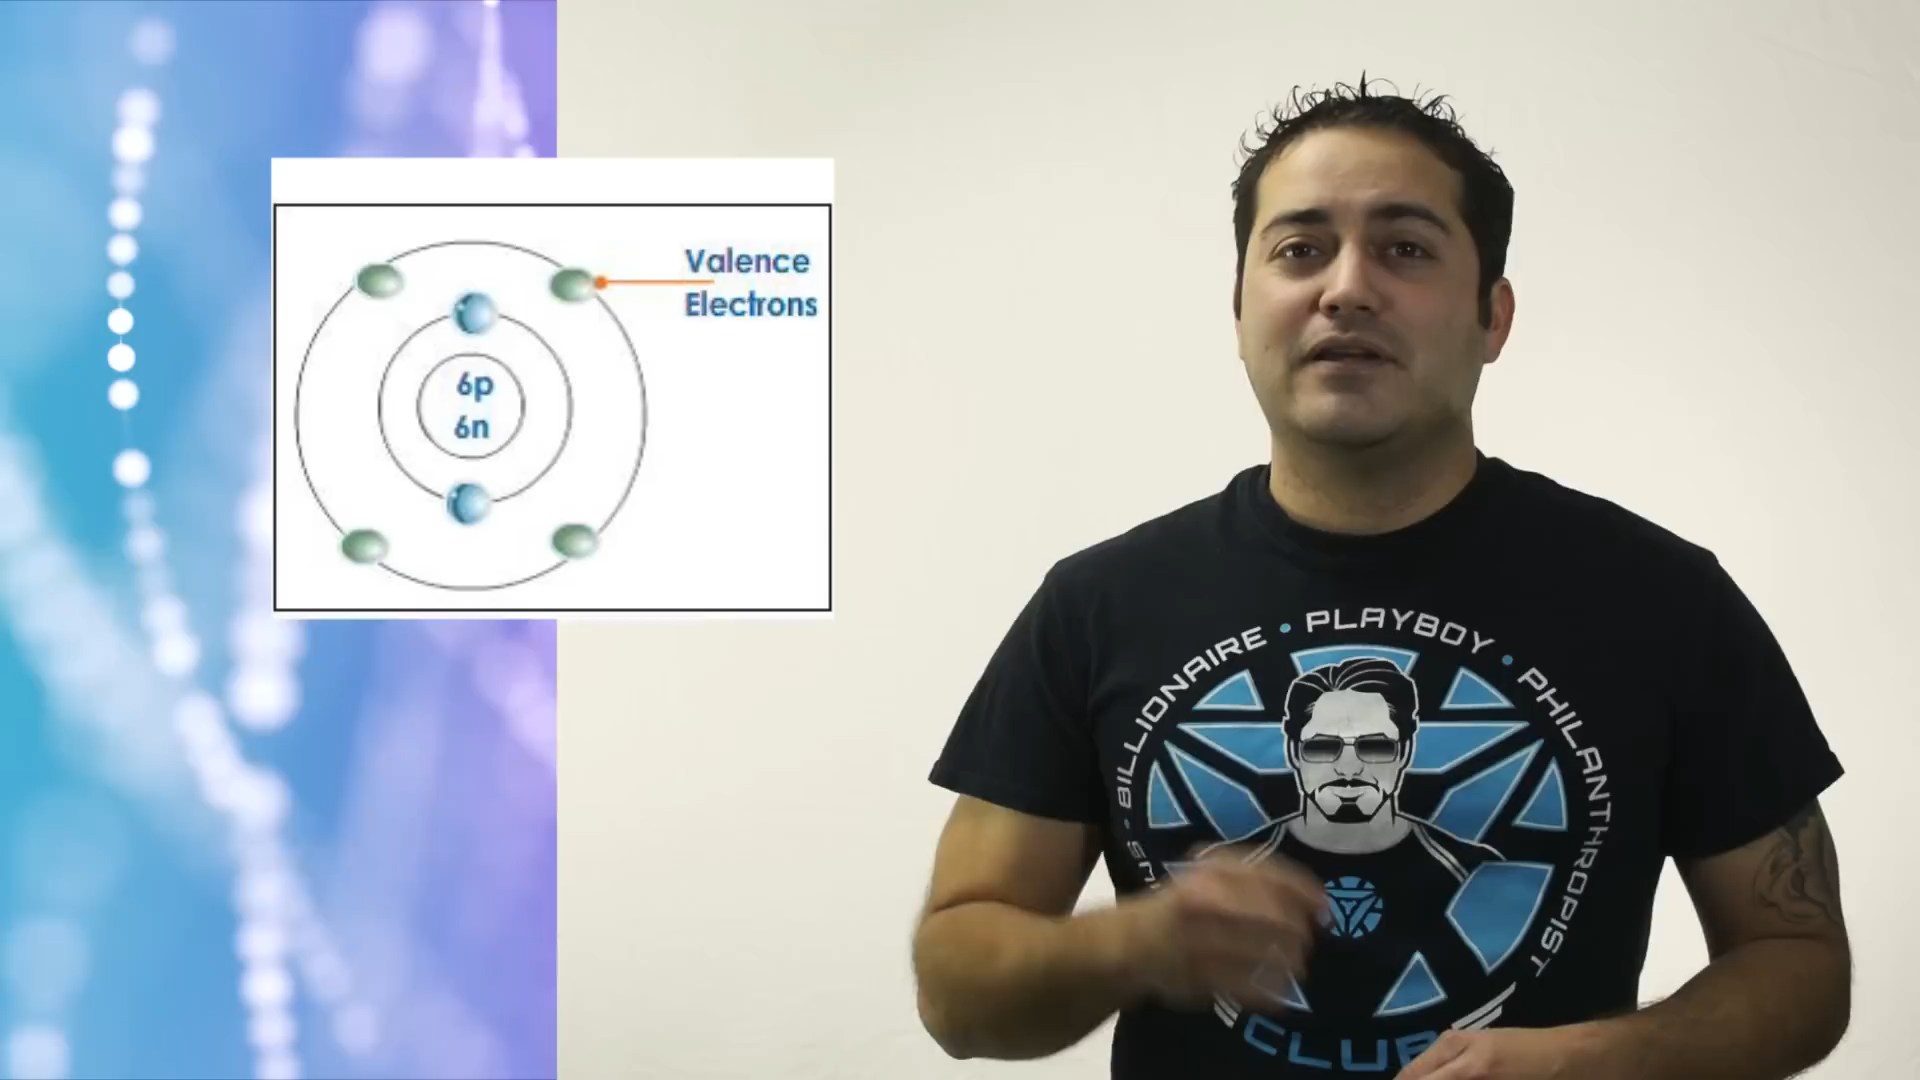 Valence
Electrons
6p
6n
BILLIONAIRE • PLAYBOY • PHILANTHROPIST
CLUB